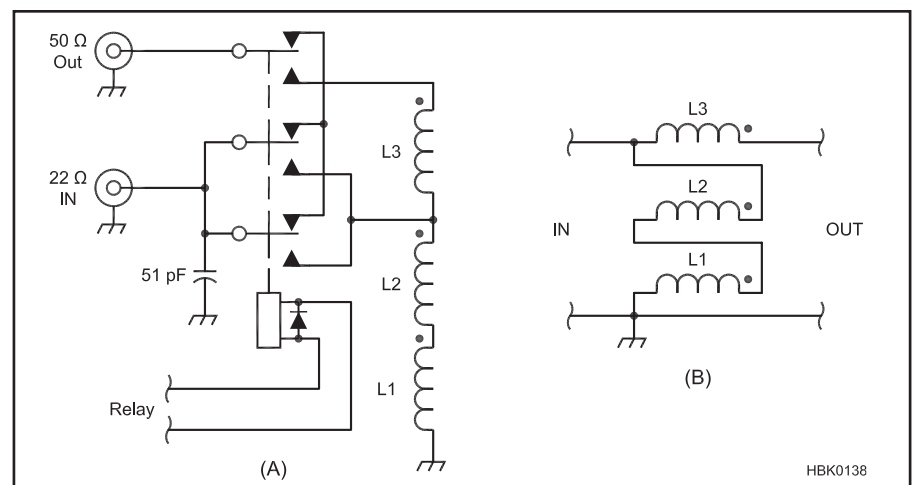 50 Ω
Out
22 Ω
IN
51 pF
Relay
L3
L2
L1
(A)
L3
L2
L1
IN
OUT
(B)
HBK0138